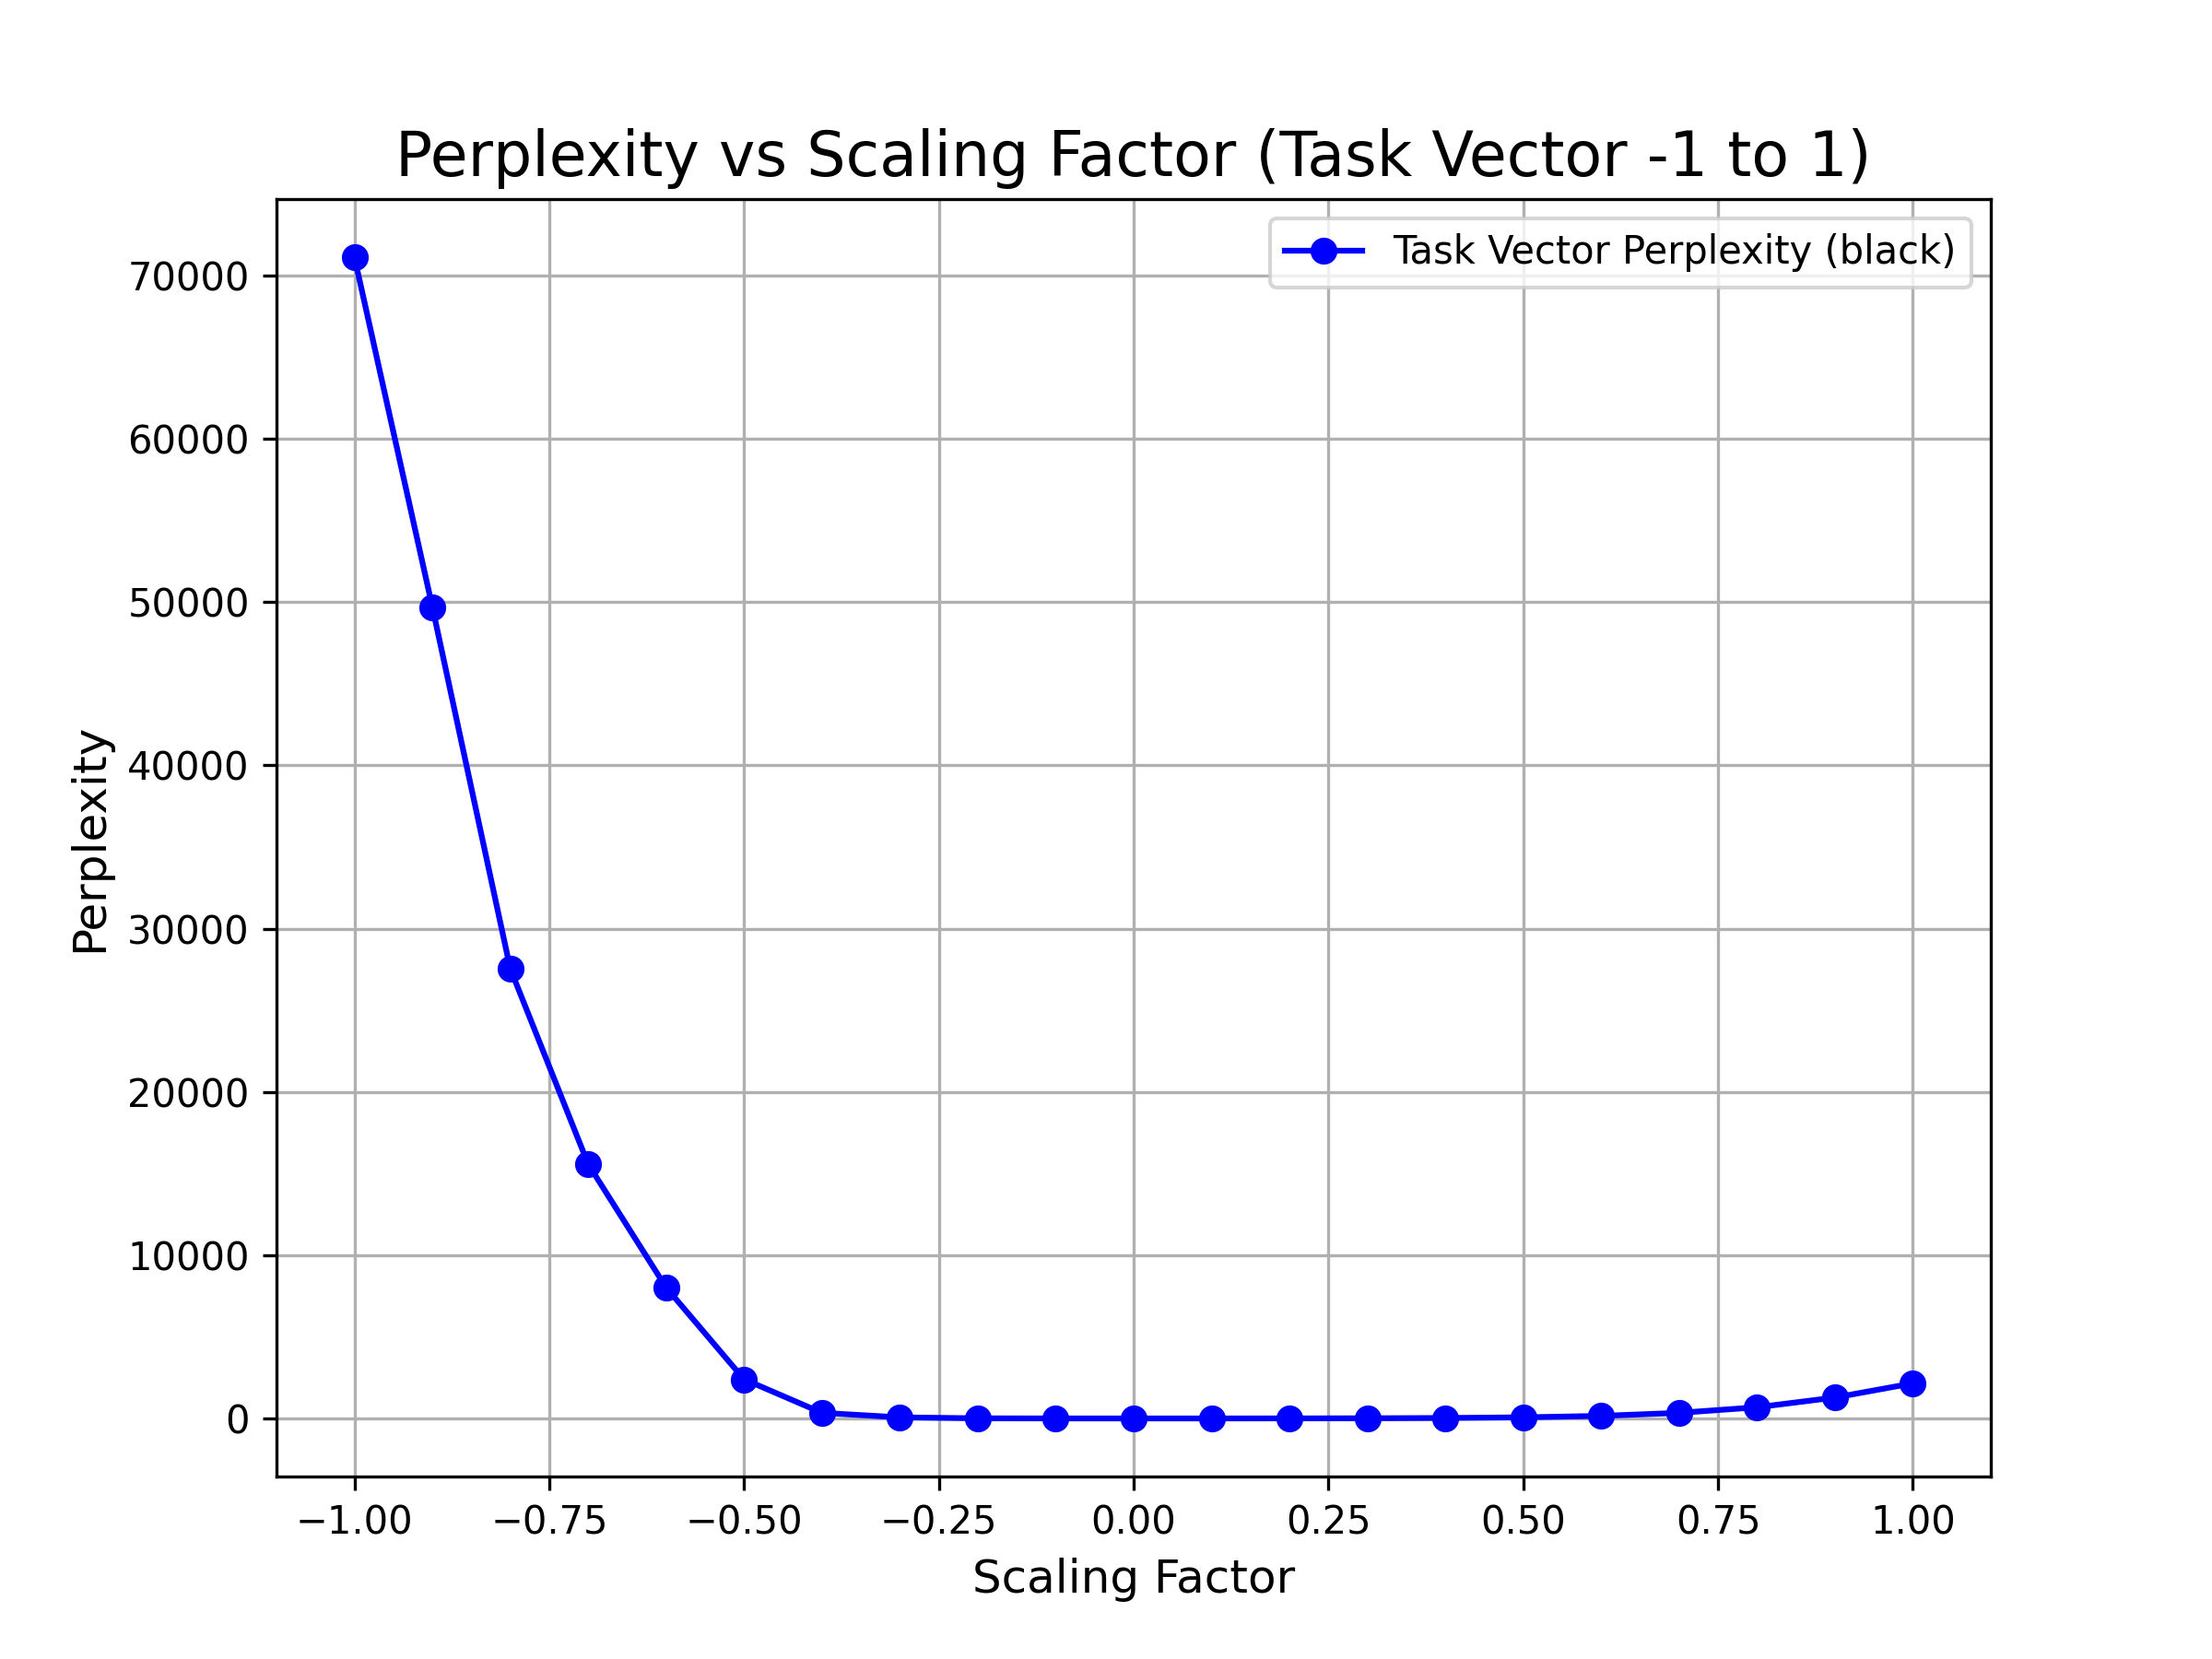 Perplexity vs Scaling Factor (Task Vector -1 to 1)
Task Vector Perplexity (black)
Perplexity
70000
60000
50000
40000
30000
20000
10000
0
−1.00 −0.75 −0.50 −0.25 0.00 0.25 0.50 0.75 1.00
Scaling Factor